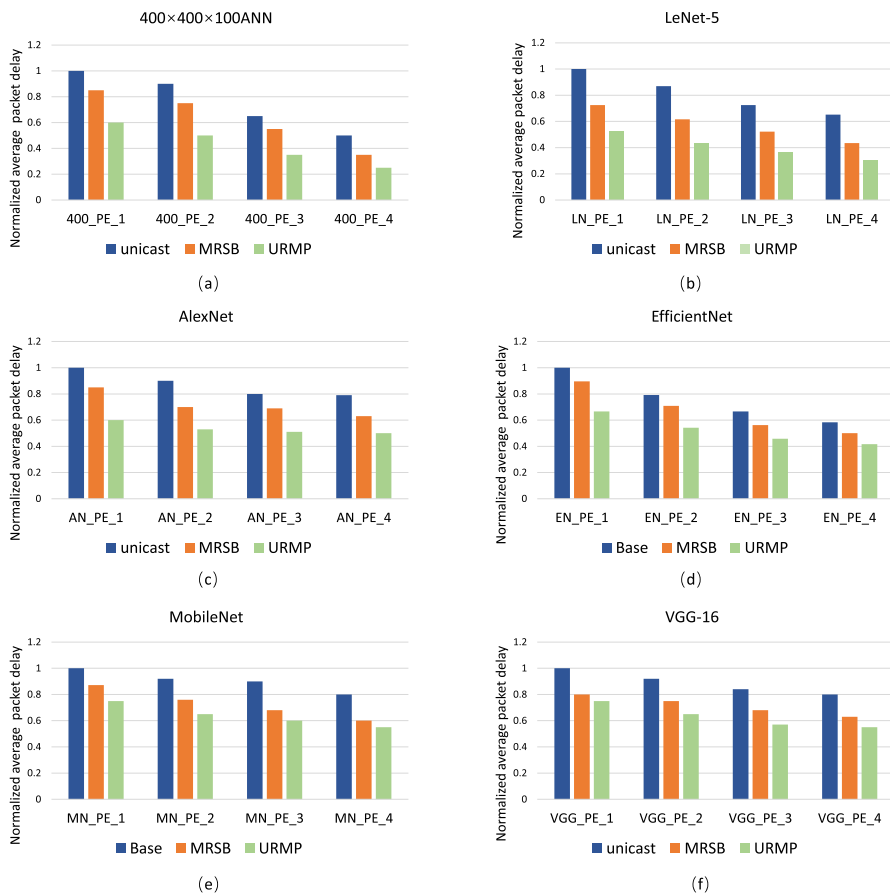 400×400×100ANN
Normalized average packet delay
1.2
1
0.8
0.6
0.4
0.2
0
400_PE_1 400_PE_2 400_PE_3 400_PE_4
unicast MRSB URMP
(a)
LeNet-5
Normalized average packet delay
1.2
1
0.8
0.6
0.4
0.2
0
LN_PE_1 LN_PE_2 LN_PE_3 LN_PE_4
unicast MRSB URMP
(b)
AlexNet
Normalized average packet delay
1.2
1
0.8
0.6
0.4
0.2
0
AN_PE_1 AN_PE_2 AN_PE_3 AN_PE_4
unicast MRSB URMP
(c)
EfficientNet
Normalized average packet delay
1.2
1
0.8
0.6
0.4
0.2
0
EN_PE_1 EN_PE_2 EN_PE_3 EN_PE_4
Base MRSB URMP
(d)
MobileNet
Normalized average packet delay
1.2
1
0.8
0.6
0.4
0.2
0
MN_PE_1 MN_PE_2 MN_PE_3 MN_PE_4
Base MRSB URMP
(e)
VGG-16
Normalized average packet delay
1.2
1
0.8
0.6
0.4
0.2
0
VGG_PE_1 VGG_PE_2 VGG_PE_3 VGG_PE_4
unicast MRSB URMP
(f)